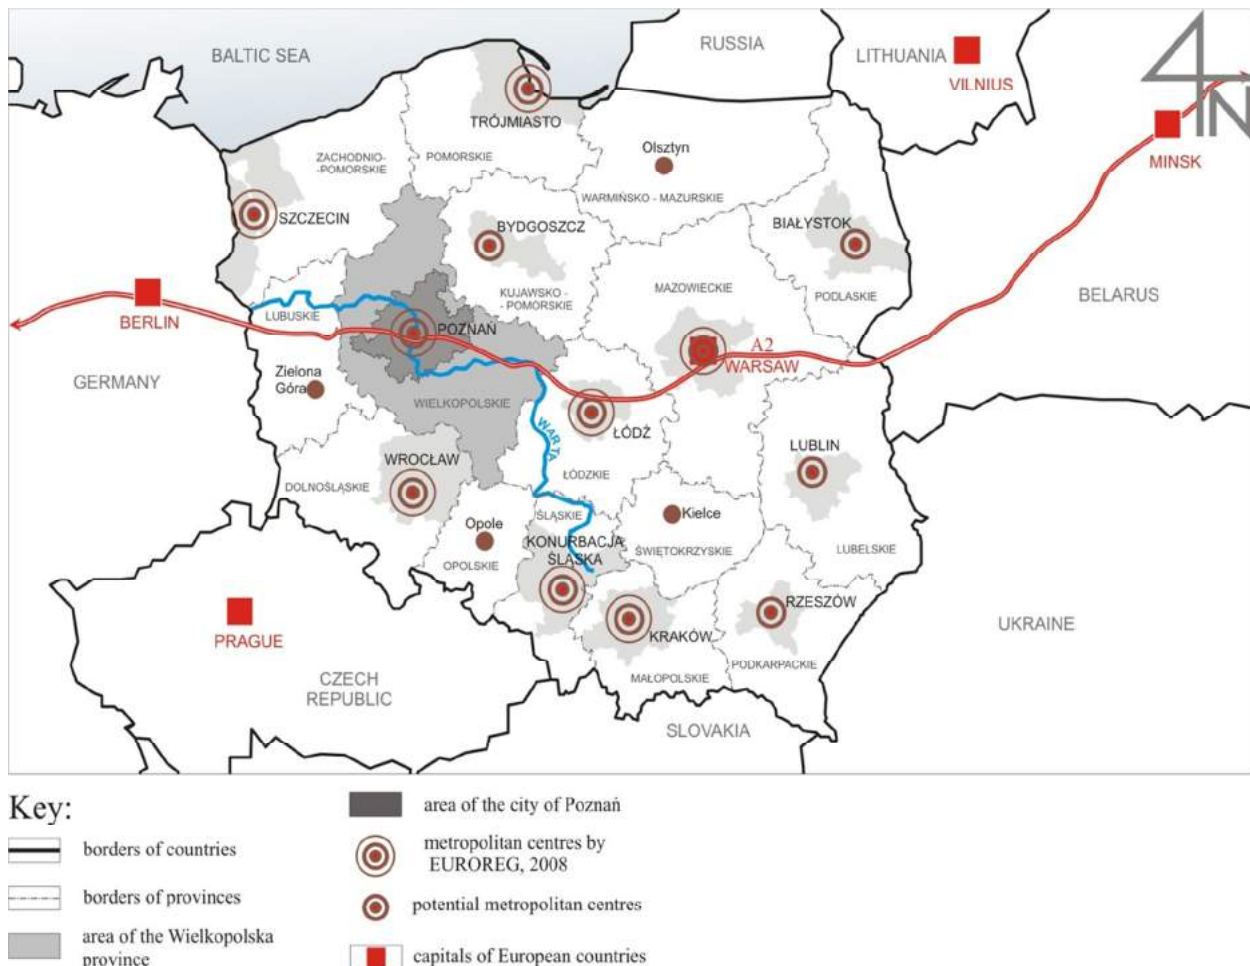 BALTIC SEA
RUSSIA
LITHUANIA
VILNIUS
4
N
MINSK
TRÓJMIASTO
ZACHODNIO-
-POMORSKIE
POMORSKIE
Olsztyn
WARMIŃSKO - MAZURSKIE
SZCZECIN
BYDGOSZCZ
BIAŁYSTOK
KUJAWSKO -
- POMORSKIE
MAZOWIECKIE
PODLASKIE
BELARUS
BERLIN
LUBUSKIE
POZNAŃ
A2
WARSAW
GERMANY
Zielona
Góra
WIELKOPOLSKIE
WARTA
ŁÓDŹ
ŁÓDZKIE
LUBLIN
WROCŁAW
DOLNOŚLĄSKIE
Opole
OPOLSKIE
ŚLĄSKIE
KONURBACJA
ŚLĄSKA
Kielce
ŚWIĘTOKRZYSKIE
LUBELSKIE
PRAGUE
KRAKÓW
MAŁOPOLSKIE
RZESZÓW
PODKARPACKIE
UKRAINE
CZECH
REPUBLIC
SLOVAKIA
Key:
borders of countries
borders of provinces
area of the Wielkopolska
province
area of the city of Poznań
metropolitan centres by
EUROREG, 2008
potential metropolitan centres
capitals of European countries